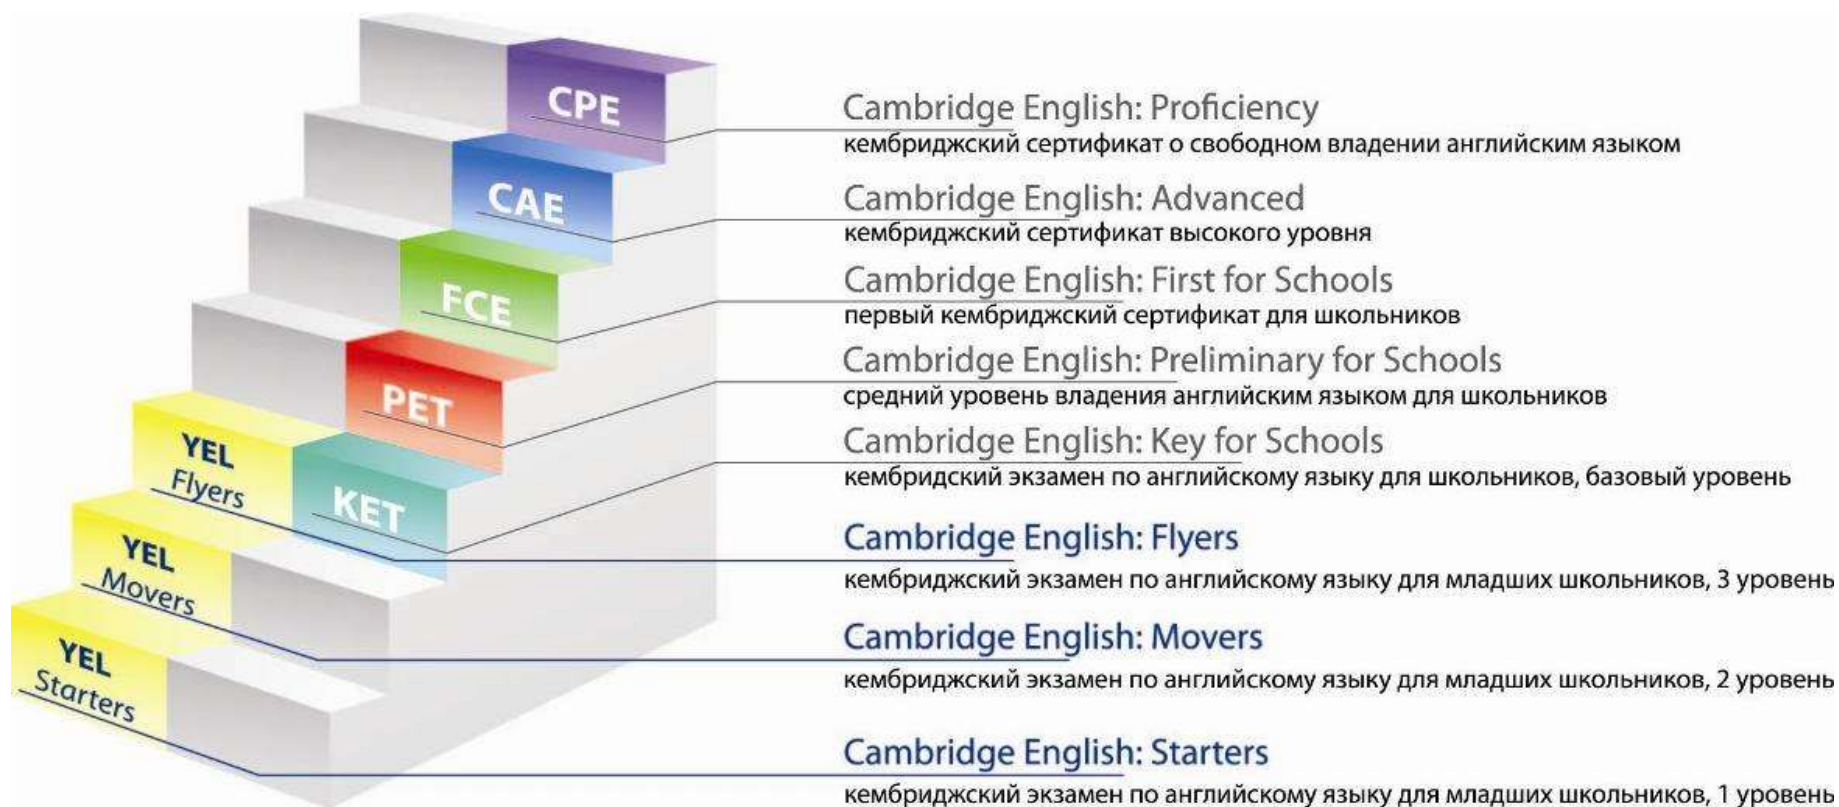 CPE
Cambridge English: Proficiency
кембриджский сертификат о свободном владении английским языком
CAE
Cambridge English: Advanced
кембриджский сертификат высокого уровня
FCE
Cambridge English: First for Schools
первый кембриджский сертификат для школьников
PET
Cambridge English: Preliminary for Schools
средний уровень владения английским языком для школьников
YEL
Flyers
KET
Cambridge English: Key for Schools
кембридский экзамен по английскому языку для школьников, базовый уровень
Cambridge English: Flyers
кембриджский экзамен по английскому языку для младших школьников, 3 уровень
YEL
Movers
Cambridge English: Movers
кембриджский экзамен по английскому языку для младших школьников, 2 уровень
YEL
Starters
Cambridge English: Starters
кембриджский экзамен по английскому языку для младших школьников, 1 уровень